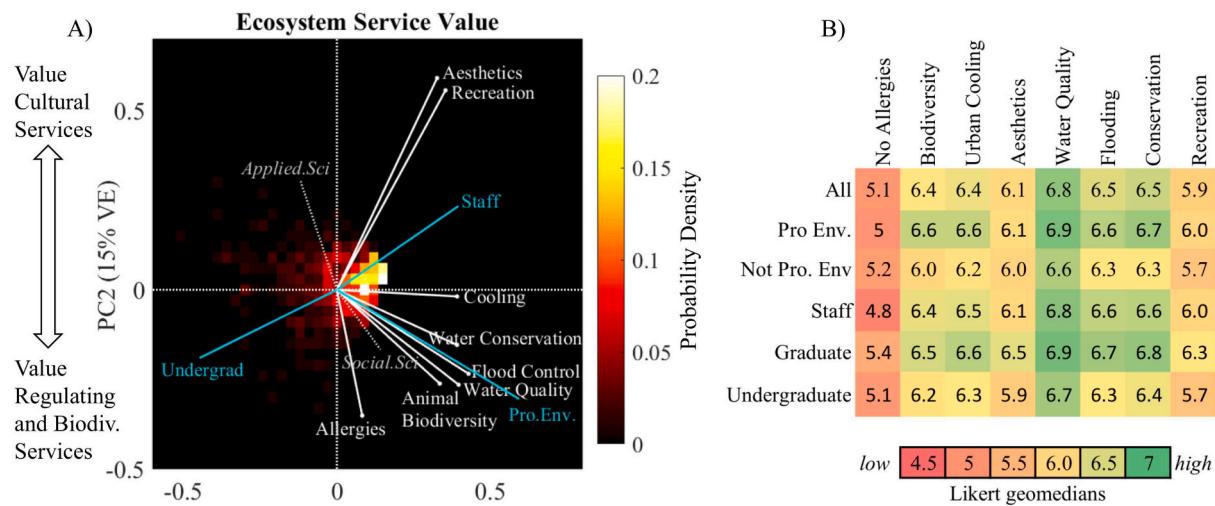 A)
Ecosystem Service Value
Value
Cultural
Services
Value
Regulating
and Biodiv.
Services
PC2 (15% VE)
0.5
0
-0.5
-0.5
0
0.5
Aesthetics
Recreation
Applied.Sci
Staff
Cooling
Water Conservation
Social.Sci
Undergrad
Flood Control
Water Quality
Animal
Biodiversity
Pro.Env.
Allergies
0.2
0.15
0.1
0.05
0
Probability Density
B)
No Allergies Biodiversity Urban Cooling Aesthetics Water Quality Flooding Conservation Recreation
All 5.1 6.4 6.4 6.1 6.8 6.5 6.5 5.9
Pro Env. 5 6.6 6.6 6.1 6.9 6.6 6.7 6.0
Not Pro. Env 5.2 6.0 6.2 6.0 6.6 6.3 6.3 5.7
Staff 4.8 6.4 6.5 6.1 6.8 6.6 6.6 6.0
Graduate 5.4 6.5 6.6 6.5 6.9 6.7 6.8 6.3
Undergraduate 5.1 6.2 6.3 5.9 6.7 6.3 6.4 5.7
low 4.5 5 5.5 6.0 6.5 7 high
Likert geomedians